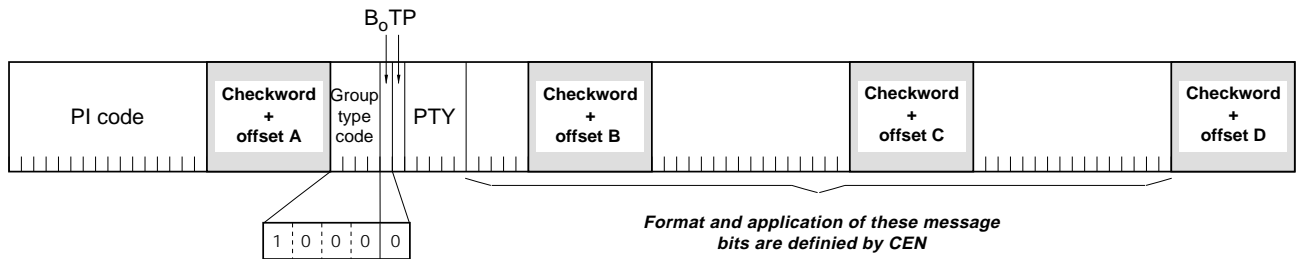 BoTP
PI code
Checkword
+
offset A
Group
type
code
PTY
Checkword
+
offset B
Checkword
+
offset C
Checkword
+
offset D
1 0 0 0 0
Format and application of these message
bits are definied by CEN